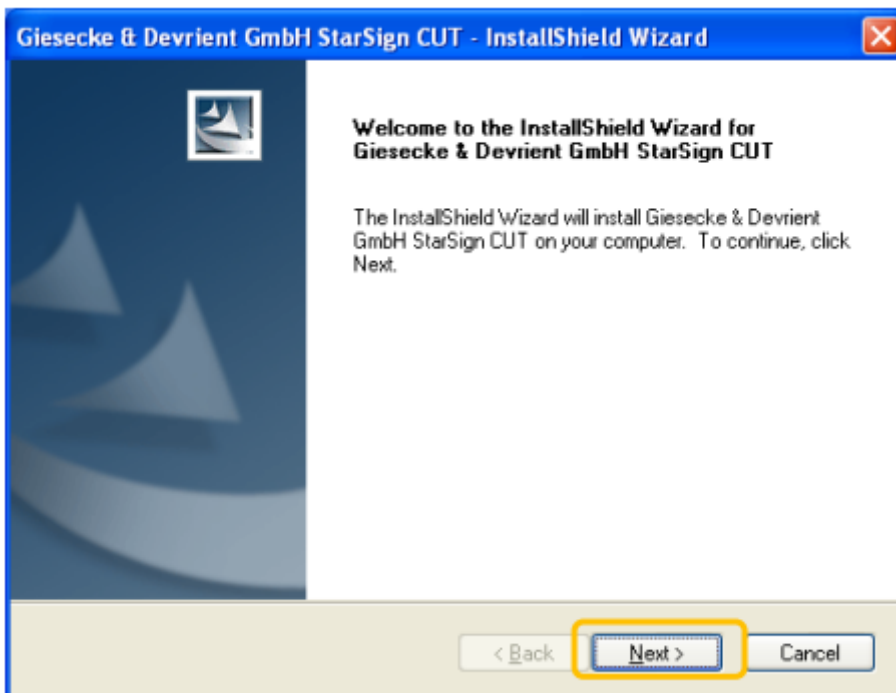 Giesecke & Devrient GmbH StarSign CUT - InstallShield Wizard
Welcome to the InstallShield Wizard for
Giesecke & Devrient GmbH StarSign CUT
The InstallShield Wizard will install Giesecke & Devrient
GmbH StarSign CUT on your computer. To continue, click
Next.
< Back
Next >
Cancel